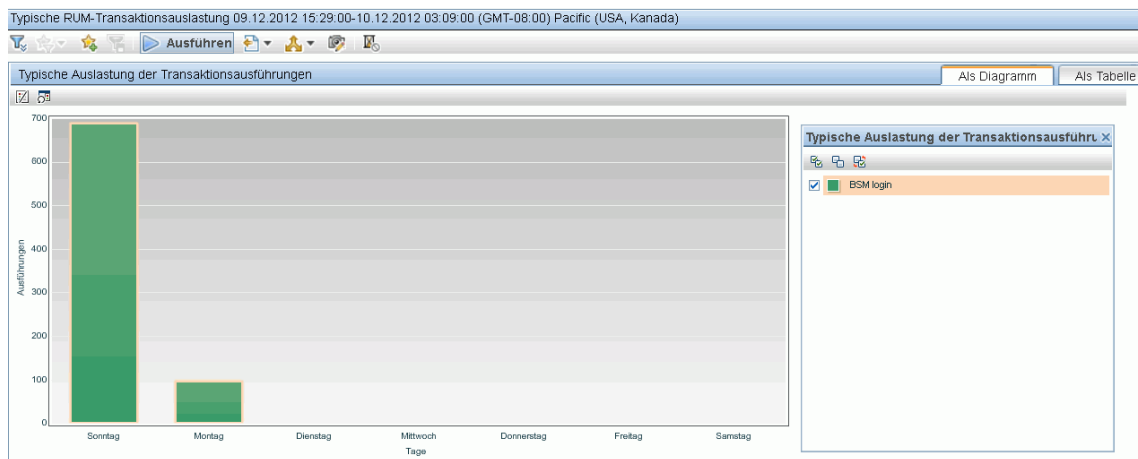 Typische RUM-Transaktionsauslastung 09.12.2012 15:29:00-10.12.2012 03:09:00 (GMT-08:00) Pacific (USA, Kanada)
Ausführen
Typische Auslastung der Transaktionsausführungen
Als Diagramm
Als Tabelle
700
600
500
400
300
200
100
0
Ausführungen
Sonntag Montag Dienstag Mittwoch Donnerstag Freitag Samstag
Tage
Typische Auslastung der Transaktionsausführu
BSM login